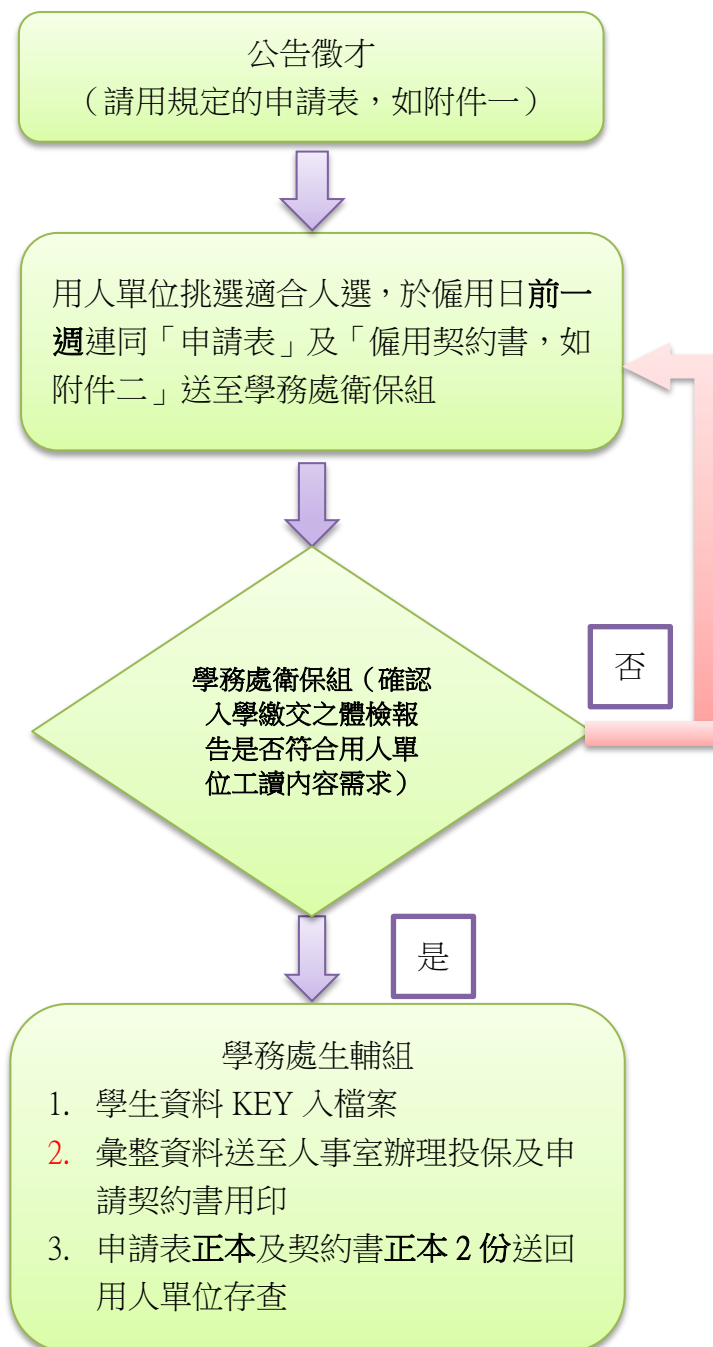 公告徵才
（請用規定的申請表，如附件一）
用人單位挑選適合人選，於僱用日前一
週連同「申請表」及「僱用契約書，如
附件二」送至學務處衛保組
學務處衛保組（確認
入學繳交之體檢報
告是否符合用人單
位工讀內容需求）
否
是
學務處生輔組
1. 學生資料 KEY 入檔案
2. 彙整資料送至人事室辦理投保及申
請契約書用印
3. 申請表正本及契約書正本 2 份送回
用人單位存查